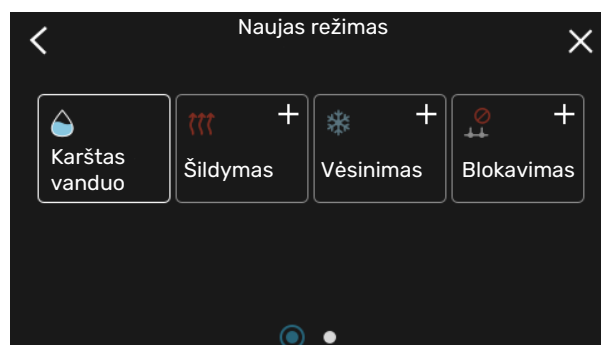 Naujas režimas
Karštas
vanduo
Šildymas
Vėsinimas
Blokavimas